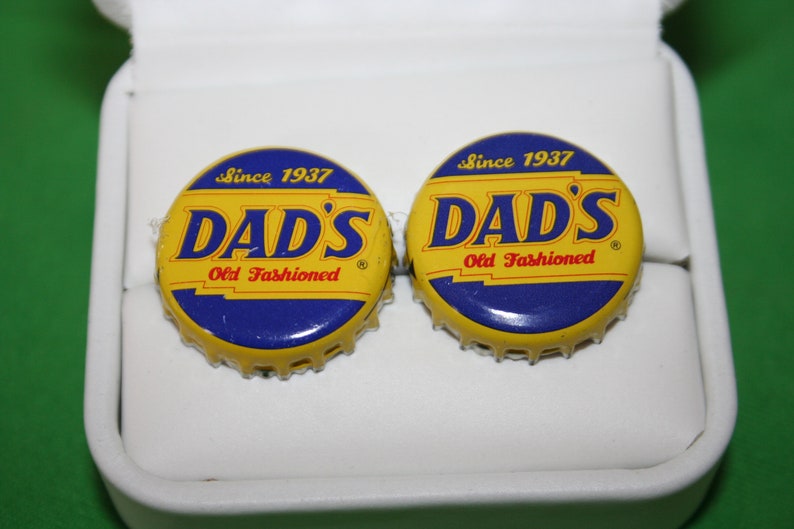 Since 1937
DAD'S
®
Old Fashioned
Since 1937
DAD'S
®
Old Fashioned